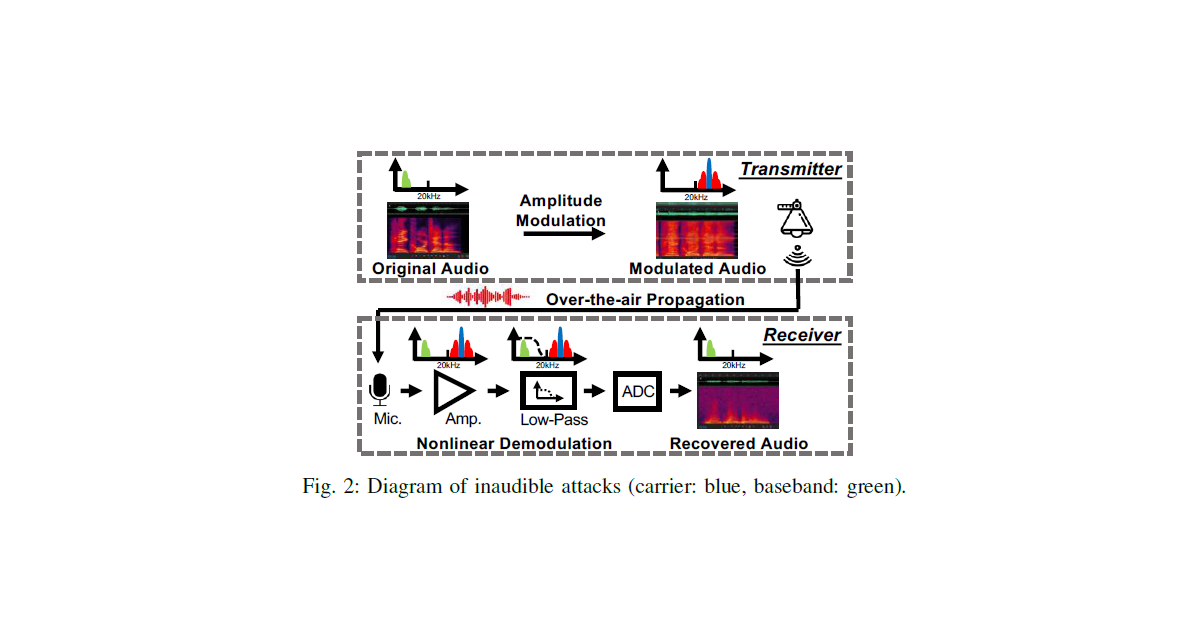 Transmitter
20kHz
20kHz
Amplitude
Modulation
Original Audio
Modulated Audio
Over-the-air Propagation
Receiver
20kHz
20kHz
20kHz
ADC
Mic.
Amp.
Low-Pass
Nonlinear Demodulation
Recovered Audio
Fig. 2: Diagram of inaudible attacks (carrier: blue, baseband: green).